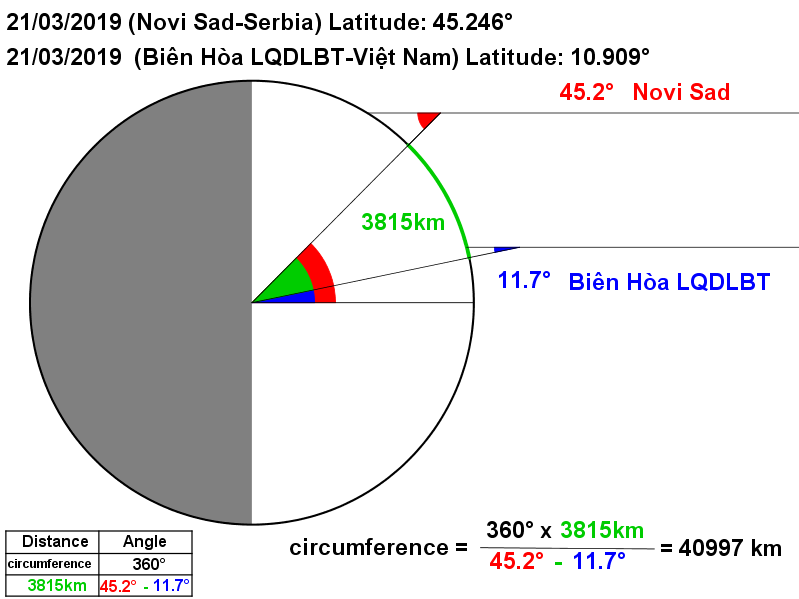 21/03/2019 (Novi Sad-Serbia) Latitude: 45.246°
21/03/2019 (Biên Hòa LQDLBT-Việt Nam) Latitude: 10.909°
45.2° Novi Sad
3815km
11.7° Biên Hòa LQDLBT
360° x 3815km
circumference = = 40997 km
45.2° - 11.7°
Distance Angle
circumference 360°
3815km 45.2° - 11.7°